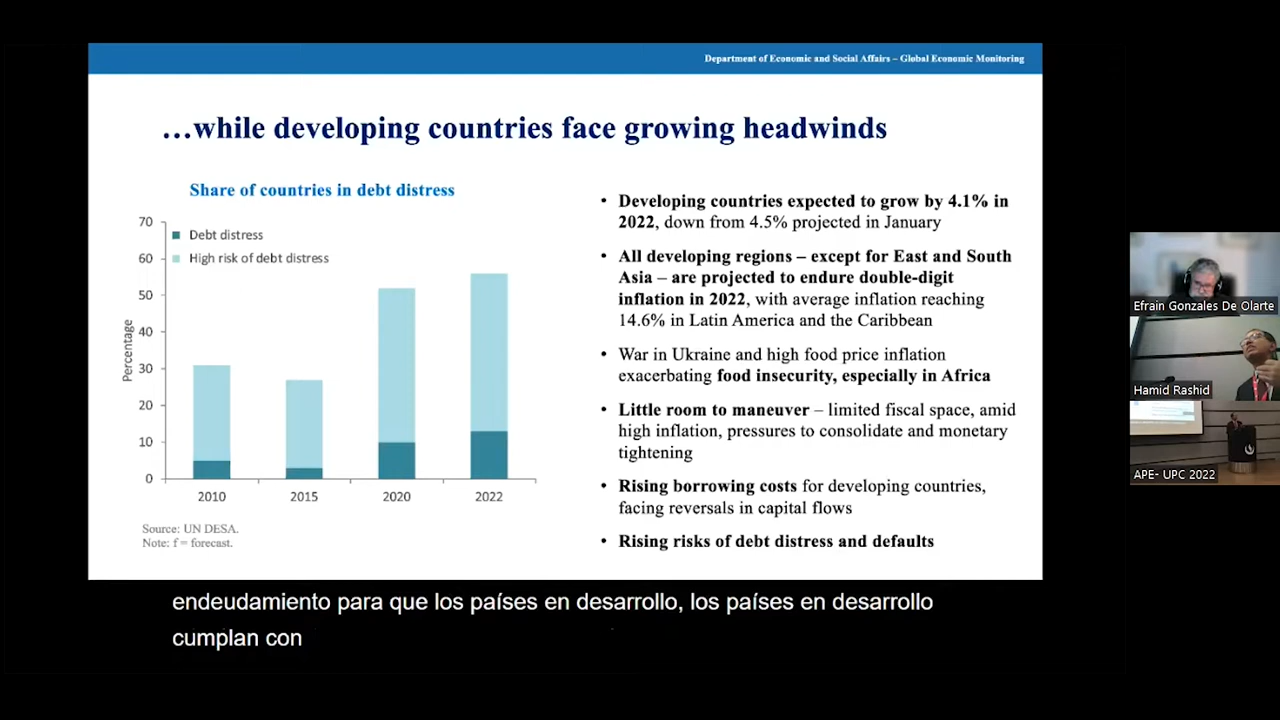 Department of Economic and Social Affairs – Global Economic Monitoring
…while developing countries face growing headwinds
Share of countries in debt distress
70
60
50
40
30
20
10
0
Percentage
Debt distress
High risk of debt distress
2010
2015
2020
2022
Source: UN DESA.
Note: f = forecast.
• Developing countries expected to grow by 4.1% in
2022, down from 4.5% projected in January
• All developing regions – except for East and South
Asia – are projected to endure double-digit
inflation in 2022, with average inflation reaching
14.6% in Latin America and the Caribbean
• War in Ukraine and high food price inflation
exacerbating food insecurity, especially in Africa
• Little room to maneuver – limited fiscal space, amid
high inflation, pressures to consolidate and monetary
tightening
• Rising borrowing costs for developing countries,
facing reversals in capital flows
• Rising risks of debt distress and defaults
Efrain Gonzales De Olarte
Hamid Rashid
APE- UPC 2022
endeudamiento para que los países en desarrollo, los países en desarrollo
cumplan con